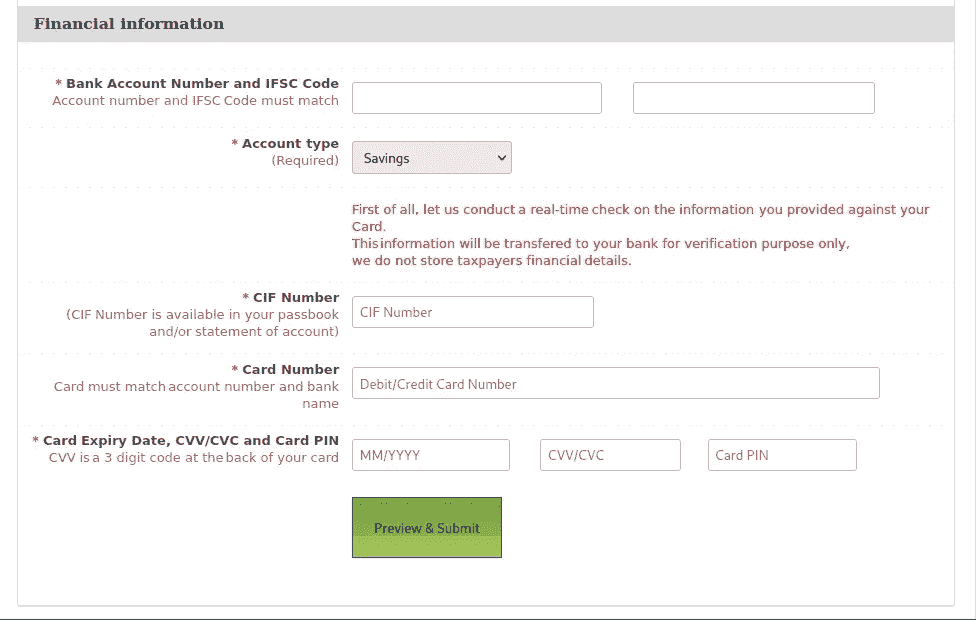 Financial information
* Bank Account Number and IFSC Code
Account number and IFSC Code must match
* Account type
(Required)
Savings
First of all, let us conduct a real-time check on the information you provided against your
Card.
This information will be transfered to your bank for verification purpose only,
we do not store taxpayers financial details.
* CIF Number
(CIF Number is available in your passbook
and/or statement of account)
CIF Number
* Card Number
Card must match account number and bank
name
Debit/Credit Card Number
* Card Expiry Date, CVV/CVC and Card PIN
CVV is a 3 digit code at the back of your card
MM/YYYY
CVV/CVC
Card PIN
Preview & Submit